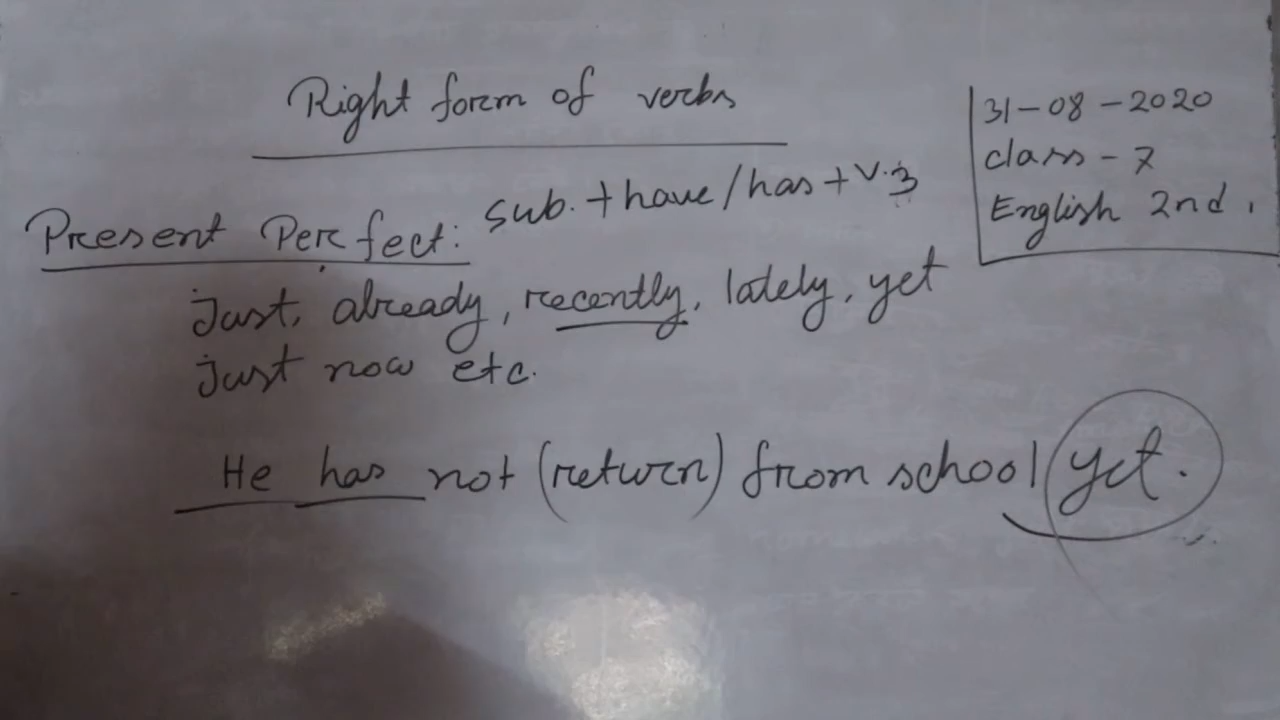 Right form of verbs
31-08-2020
class - 7
English 2nd.
Present Perfect: sub. + have/has + v.3
Just, already, recently, lately, yet
Just now etc.
He has not (return) from school yet.